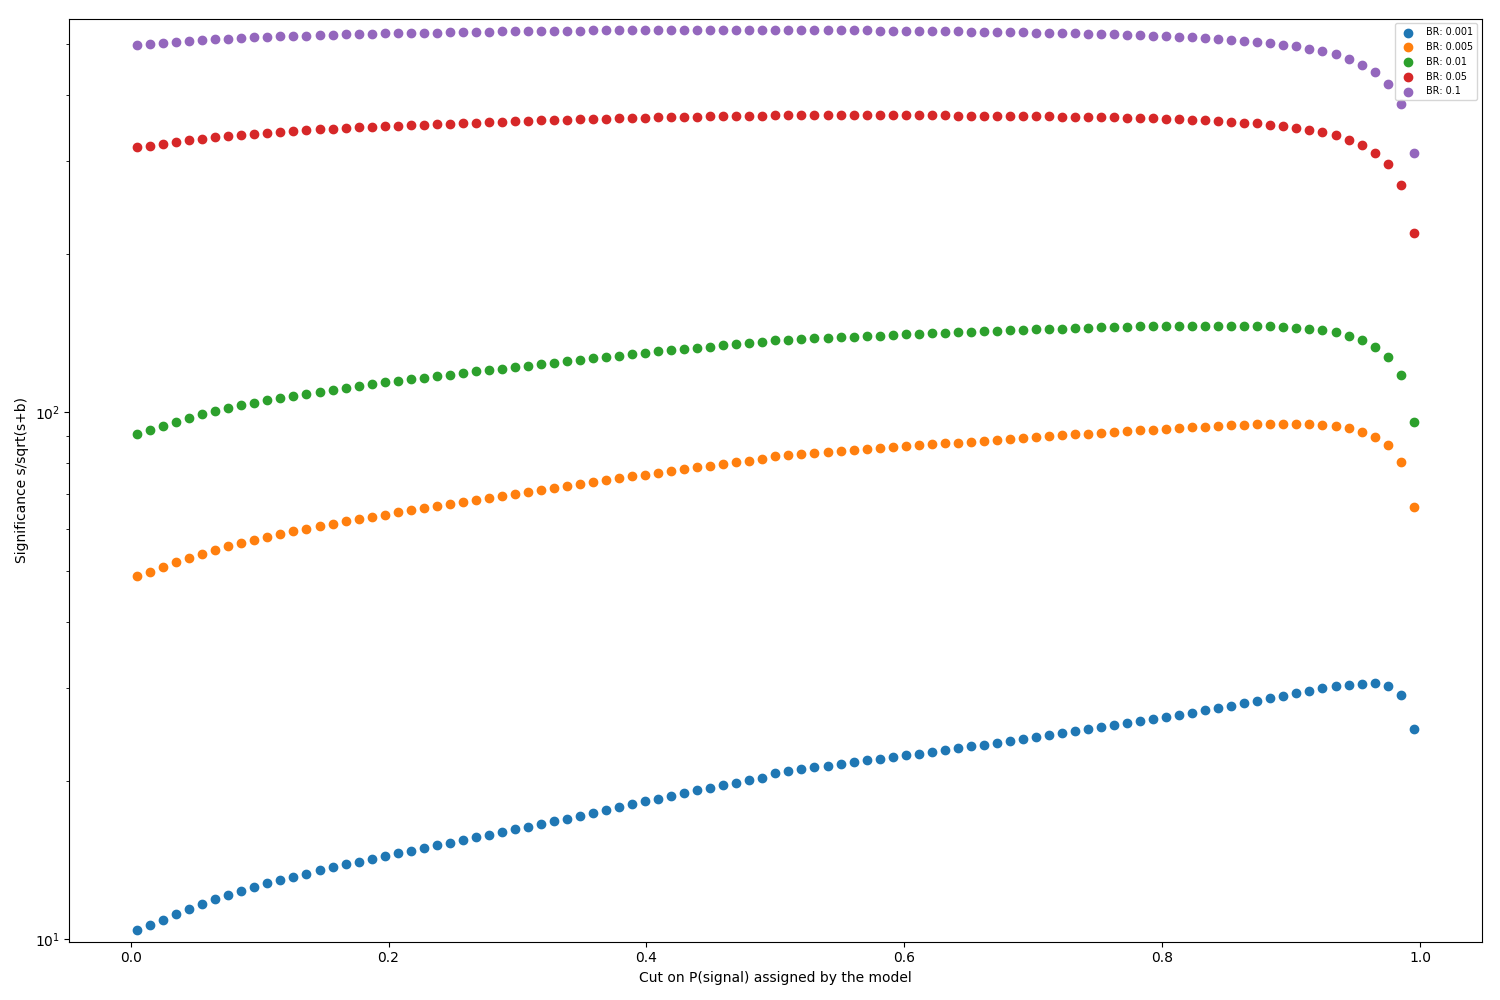 BR: 0.001
BR: 0.005
BR: 0.01
BR: 0.05
BR: 0.1
Significance s/sqrt(s+b)
10²
10¹
0.0 0.2 0.4 0.6 0.8 1.0
Cut on P(signal) assigned by the model